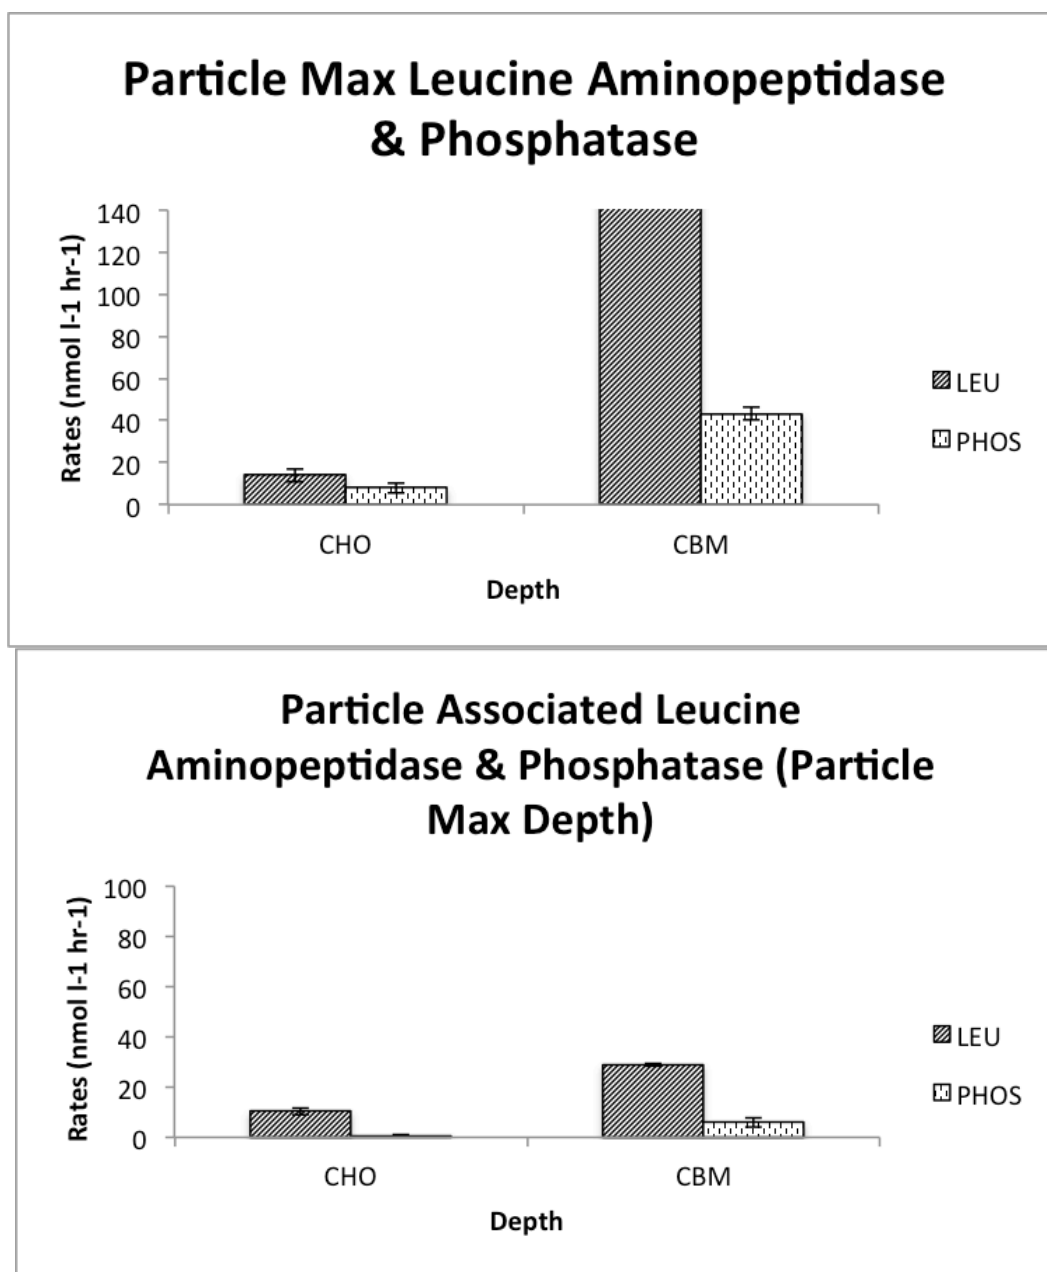 Particle Max Leucine Aminopeptidase
& Phosphatase
140
120
100
80
60
40
20
0
Rates (nmol l-1 hr-1)
CHO
CBM
Depth
LEU
PHOS
Particle Associated Leucine
Aminopeptidase & Phosphatase (Particle
Max Depth)
100
80
60
40
20
0
Rates (nmol l-1 hr-1)
CHO
CBM
Depth
LEU
PHOS